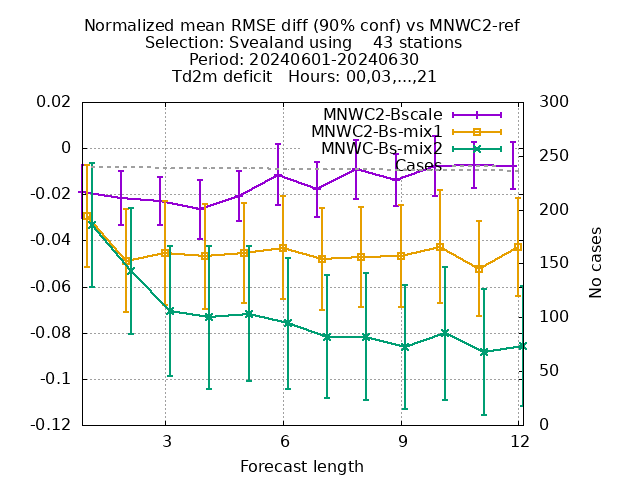 Normalized mean RMSE diff (90% conf) vs MNWC2-ref
Selection: Svealand using    43 stations
Period: 20240601-20240630
Td2m deficit   Hours: 00,03,...,21
MNWC2-Bscale
MNWC2-Bs-mix1
MNWC-Bs-mix2
Cases
0.02
0
-0.02
-0.04
-0.06
-0.08
-0.1
-0.12
300
250
200
150
100
50
0
No cases
3
6
9
12
Forecast length